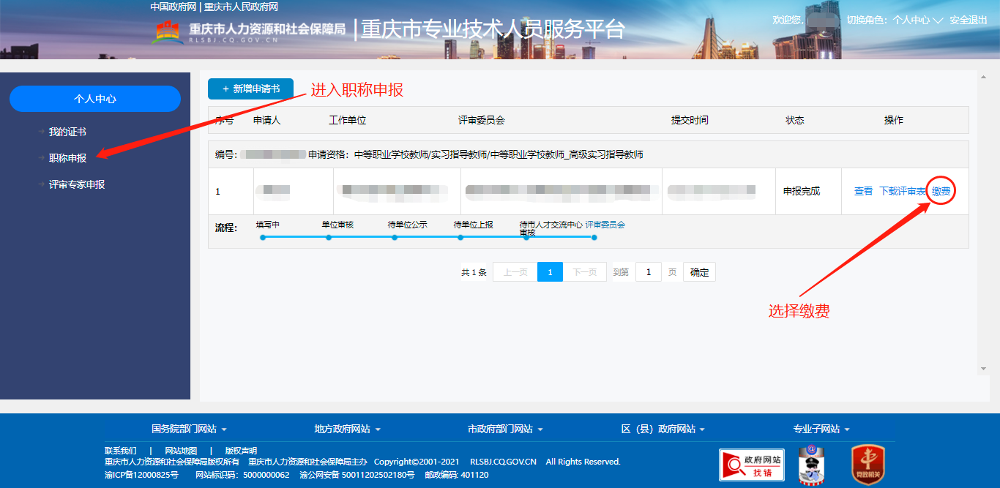 中国政府网 | 重庆市人民政府网
重庆市人力资源和社会保障局
RLSBJ.CQ.GOV.CN
重庆市专业技术人员服务平台
欢迎您, 切换角色：个人中心 安全退出
个人中心
我的证书
职称申报
评审专家申报
+ 新增申请书
进入职称申报
序号 申请人 工作单位 评审委员会 提交时间 状态 操作
编号： 申请资格：中等职业学校教师/实习指导教师/中等职业学校教师_高级实习指导教师
1 申报完成 查看 下载评审表 缴费
流程： 填写中 单位审核 待单位公示 待单位上报 待市人才交流中心 评审委员会
审核
共 1 条 上一页 1 下一页 到第 1 页 确定
选择缴费
国务院部门网站 地方政府网站 市政府部门网站 区（县）政府网站 专业子网站
联系我们 | 网站地图 | 版权声明
重庆市人力资源和社会保障局版权所有 重庆市人力资源和社会保障局主办 Copyright©2001-2021 RLSBJ.CQ.GOV.CN All Rights Reserved.
渝ICP备12000825号 网站标识码：5000000062 渝公网安备 50011202502180号 邮政编码: 401120
政府网站
找错
党政机关